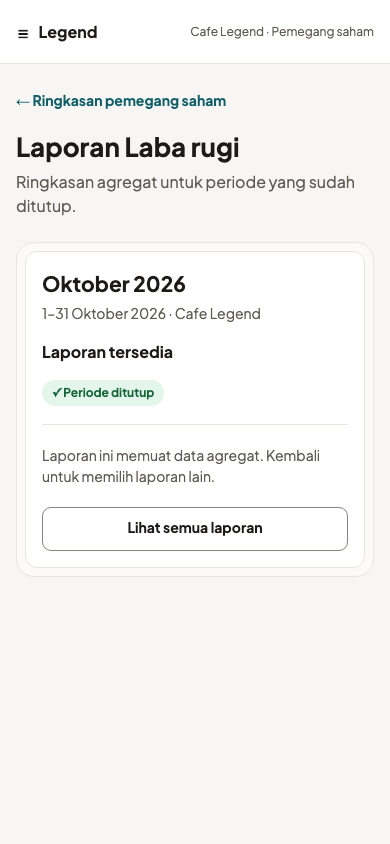 ≡ Legend
Cafe Legend · Pemegang saham
← Ringkasan pemegang saham
Laporan Laba rugi
Ringkasan agregat untuk periode yang sudah
ditutup.
Oktober 2026
1–31 Oktober 2026 · Cafe Legend
Laporan tersedia
✓Periode ditutup
Laporan ini memuat data agregat. Kembali
untuk memilih laporan lain.
Lihat semua laporan